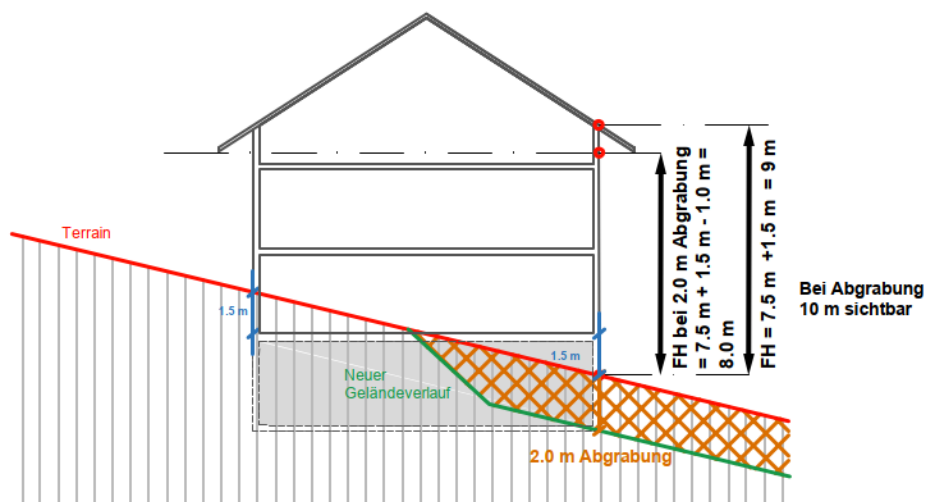 Terrain
1.5 m
1.5 m
Neuer
Geländeverlauf
2.0 m Abgrabung
FH bei 2.0 m Abgrabung
= 7.5 m + 1.5 m - 1.0 m =
8.0 m
FH = 7.5 m +1.5 m = 9 m
Bei Abgrabung
10 m sichtbar